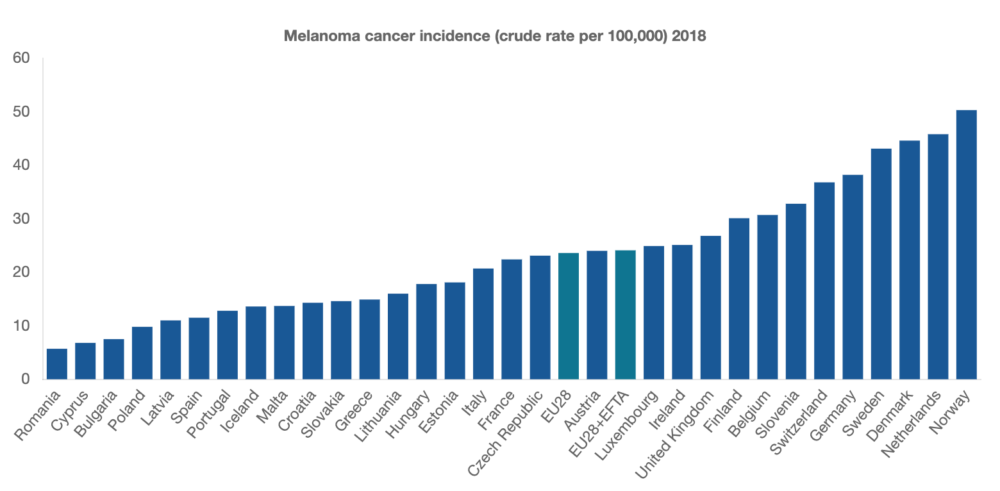 Melanoma cancer incidence (crude rate per 100,000) 2018
60
50
40
30
20
10
0
Romania
Cyprus
Bulgaria
Poland
Latvia
Spain
Portugal
Iceland
Malta
Croatia
Slovakia
Greece
Lithuania
Hungary
Estonia
Italy
France
Czech Republic
EU28
Austria
EU28+EFTA
Luxembourg
Ireland
United Kingdom
Finland
Belgium
Slovenia
Switzerland
Germany
Sweden
Denmark
Netherlands
Norway